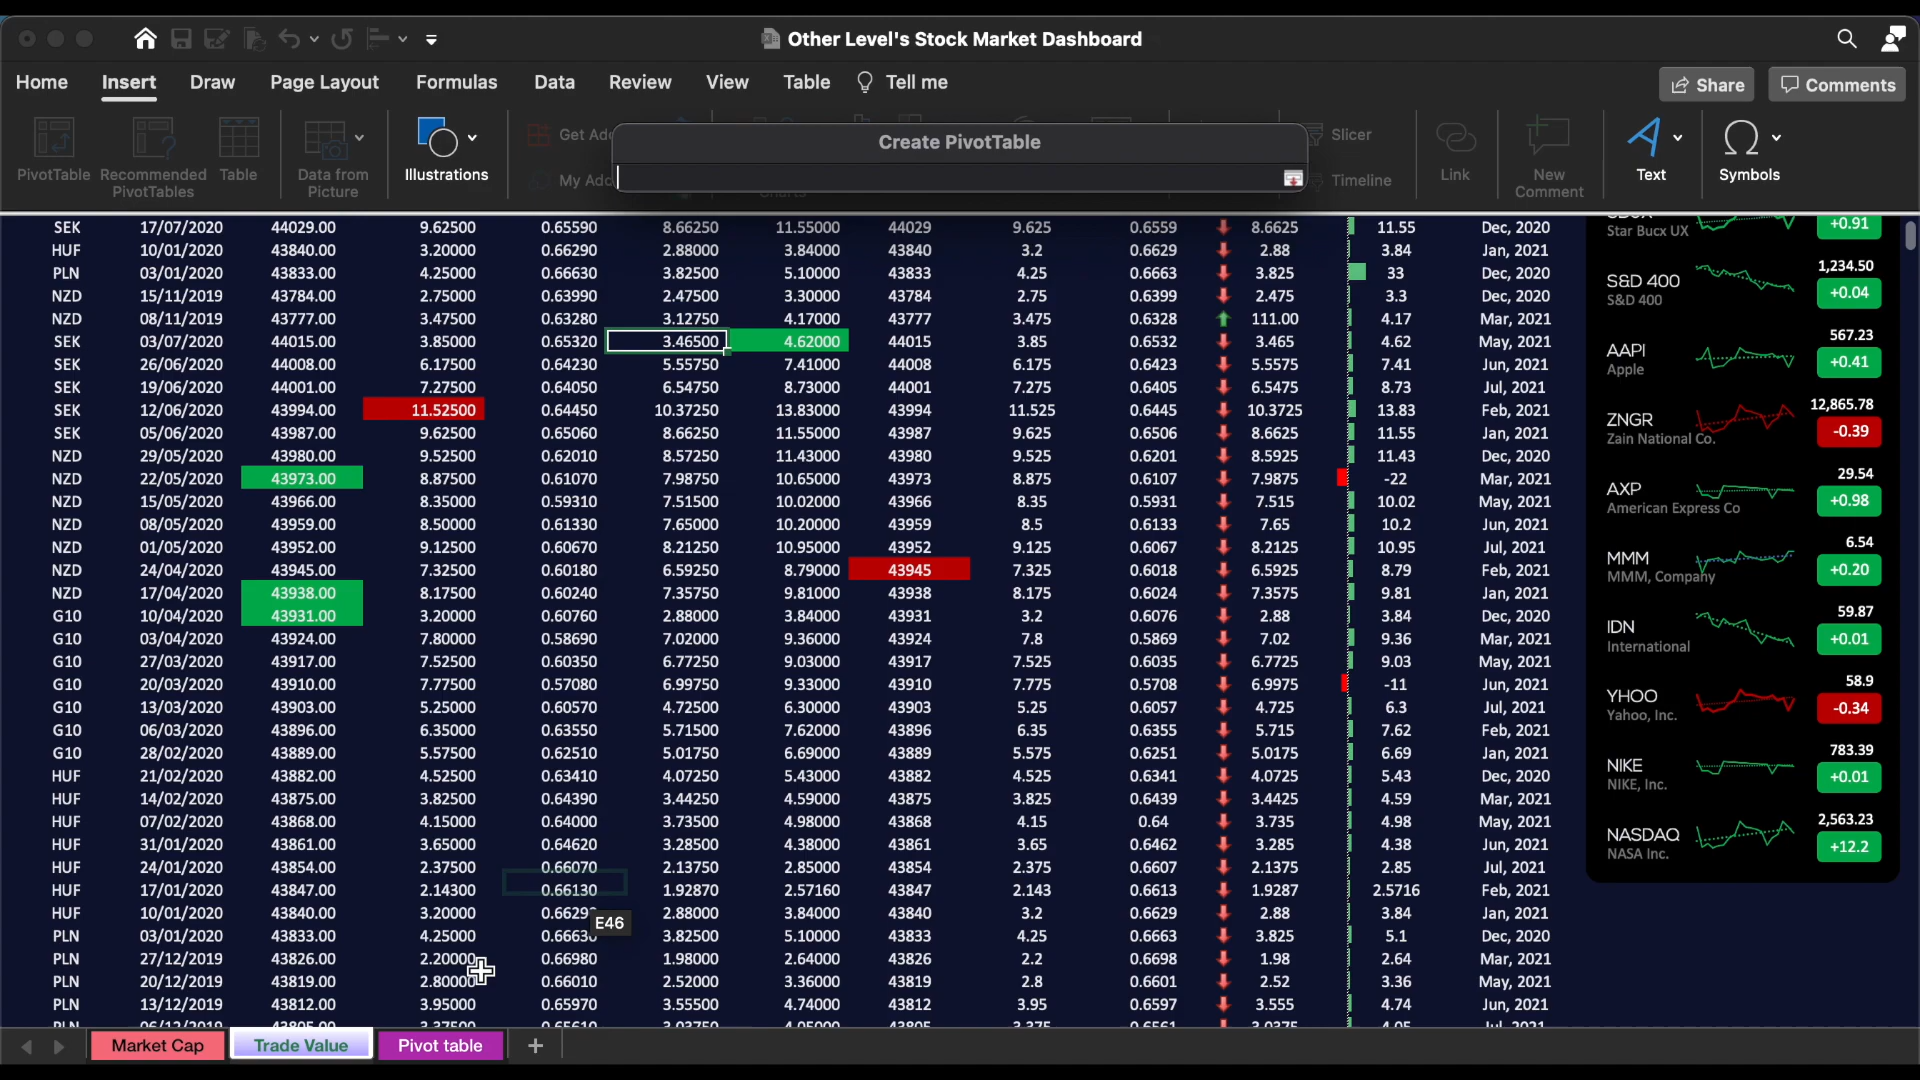 Other Level's Stock Market Dashboard
Home Insert Draw Page Layout Formulas Data Review View Table Tell me Share Comments
Create PivotTable
PivotTable Recommended PivotTables Table Data from Picture Illustrations Get Ad My Ad Slicer Timeline Link New Comment Text Symbols
SEK 17/07/2020 44029.00 9.62500 0.65590 8.66250 11.55000 44029 9.625 0.6559 8.6625 11.55 Dec, 2020
HUF 10/01/2020 43840.00 3.20000 0.66290 2.88000 3.84000 43840 3.2 0.6629 2.88 3.84 Jan, 2021
PLN 03/01/2020 43833.00 4.25000 0.66630 3.82500 5.10000 43833 4.25 0.6663 3.825 33 Dec, 2020
NZD 15/11/2019 43784.00 2.75000 0.63990 2.47500 3.30000 43784 2.75 0.6399 2.475 3.3 Dec, 2020
NZD 08/11/2019 43777.00 3.47500 0.63280 3.12750 4.17000 43777 3.475 0.6328 111.00 4.17 Mar, 2021
SEK 03/07/2020 44015.00 3.85000 0.65320 3.46500 4.62000 44015 3.85 0.6532 3.465 4.62 May, 2021
SEK 26/06/2020 44008.00 6.17500 0.64230 5.55750 7.41000 44008 6.175 0.6423 5.5575 7.41 Jun, 2021
SEK 19/06/2020 44001.00 7.27500 0.64050 6.54750 8.73000 44001 7.275 0.6405 6.5475 8.73 Jul, 2021
SEK 12/06/2020 43994.00 11.52500 0.64450 10.37250 13.83000 43994 11.525 0.6445 10.3725 13.83 Feb, 2021
SEK 05/06/2020 43987.00 9.62500 0.65060 8.66250 11.55000 43987 9.625 0.6506 8.6625 11.55 Jan, 2021
NZD 29/05/2020 43980.00 9.52500 0.62010 8.57250 11.43000 43980 9.525 0.6201 8.5925 11.43 Dec, 2020
NZD 22/05/2020 43973.00 8.87500 0.61070 7.98750 10.65000 43973 8.875 0.6107 7.9875 -22 Mar, 2021
NZD 15/05/2020 43966.00 8.35000 0.59310 7.51500 10.02000 43966 8.35 0.5931 7.515 10.02 May, 2021
NZD 08/05/2020 43959.00 8.50000 0.61330 7.65000 10.20000 43959 8.5 0.6133 7.65 10.2 Jun, 2021
NZD 01/05/2020 43952.00 9.12500 0.60670 8.21250 10.95000 43952 9.125 0.6067 8.2125 10.95 Jul, 2021
NZD 24/04/2020 43945.00 7.32500 0.60180 6.59250 8.79000 43945 7.325 0.6018 6.5925 8.79 Feb, 2021
NZD 17/04/2020 43938.00 8.17500 0.60240 7.35750 9.81000 43938 8.175 0.6024 7.3575 9.81 Jan, 2021
G10 10/04/2020 43931.00 3.20000 0.60760 2.88000 3.84000 43931 3.2 0.6076 2.88 3.84 Dec, 2020
G10 03/04/2020 43924.00 7.80000 0.58690 7.02000 9.36000 43924 7.8 0.5869 7.02 9.36 Mar, 2021
G10 27/03/2020 43917.00 7.52500 0.60350 6.77250 9.03000 43917 7.525 0.6035 6.7725 9.03 May, 2021
G10 20/03/2020 43910.00 7.77500 0.57080 6.99750 9.33000 43910 7.775 0.5708 6.9975 -11 Jun, 2021
G10 13/03/2020 43903.00 5.25000 0.60570 4.72500 6.30000 43903 5.25 0.6057 4.725 6.3 Jul, 2021
G10 06/03/2020 43896.00 6.35000 0.63550 5.71500 7.62000 43896 6.35 0.6355 5.715 7.62 Feb, 2021
G10 28/02/2020 43889.00 5.57500 0.62510 5.01750 6.69000 43889 5.575 0.6251 5.0175 6.69 Jan, 2021
HUF 21/02/2020 43882.00 4.52500 0.63410 4.07250 5.43000 43882 4.525 0.6341 4.0725 5.43 Dec, 2020
HUF 14/02/2020 43875.00 3.82500 0.64390 3.44250 4.59000 43875 3.825 0.6439 3.4425 4.59 Mar, 2021
HUF 07/02/2020 43868.00 4.15000 0.64000 3.73500 4.98000 43868 4.15 0.64 3.735 4.98 May, 2021
HUF 31/01/2020 43861.00 3.65000 0.64620 3.28500 4.38000 43861 3.65 0.6462 3.285 4.38 Jun, 2021
HUF 24/01/2020 43854.00 2.37500 0.66070 2.13750 2.85000 43854 2.375 0.6607 2.1375 2.85 Jul, 2021
HUF 17/01/2020 43847.00 2.14300 0.66130 1.92870 2.57160 43847 2.143 0.6613 1.9287 2.5716 Feb, 2021
HUF 10/01/2020 43840.00 3.20000 0.6629 2.88000 3.84000 43840 3.2 0.6629 2.88 3.84 Jan, 2021
E46
PLN 03/01/2020 43833.00 4.25000 0.66630 3.82500 5.10000 43833 4.25 0.6663 3.825 5.1 Dec, 2020
PLN 27/12/2019 43826.00 2.20000 0.66980 1.98000 2.64000 43826 2.2 0.6698 1.98 2.64 Mar, 2021
PLN 20/12/2019 43819.00 2.80000 0.66010 2.52000 3.36000 43819 2.8 0.6601 2.52 3.36 May, 2021
PLN 13/12/2019 43812.00 3.95000 0.65970 3.55500 4.74000 43812 3.95 0.6597 3.555 4.74 Jun, 2021
Star Bucx UX +0.91
1,234.50
S&D 400
S&D 400 +0.04
567.23
AAPI
Apple +0.41
12,865.78
ZNGR
Zain National Co. -0.39
29.54
AXP
American Express Co +0.98
6.54
MMM
MMM, Company +0.20
59.87
IDN
International +0.01
58.9
YHOO
Yahoo, Inc. -0.34
783.39
NIKE
NIKE, Inc. +0.01
2,563.23
NASDAQ
NASA Inc. +12.2
Market Cap Trade Value Pivot table